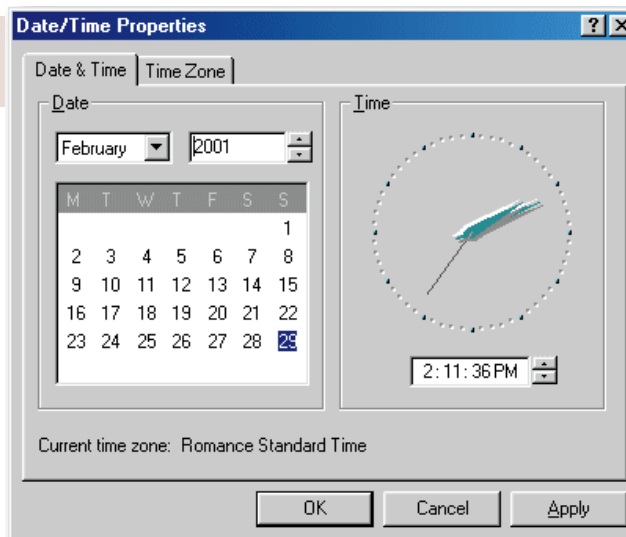 Date/Time Properties
Date & Time Time Zone
Date
Time
February 2001
M T W T F S S
1
2 3 4 5 6 7 8
9 10 11 12 13 14 15
16 17 18 19 20 21 22
23 24 25 26 27 28 29
2:11:36 PM
Current time zone: Romance Standard Time
OK Cancel Apply